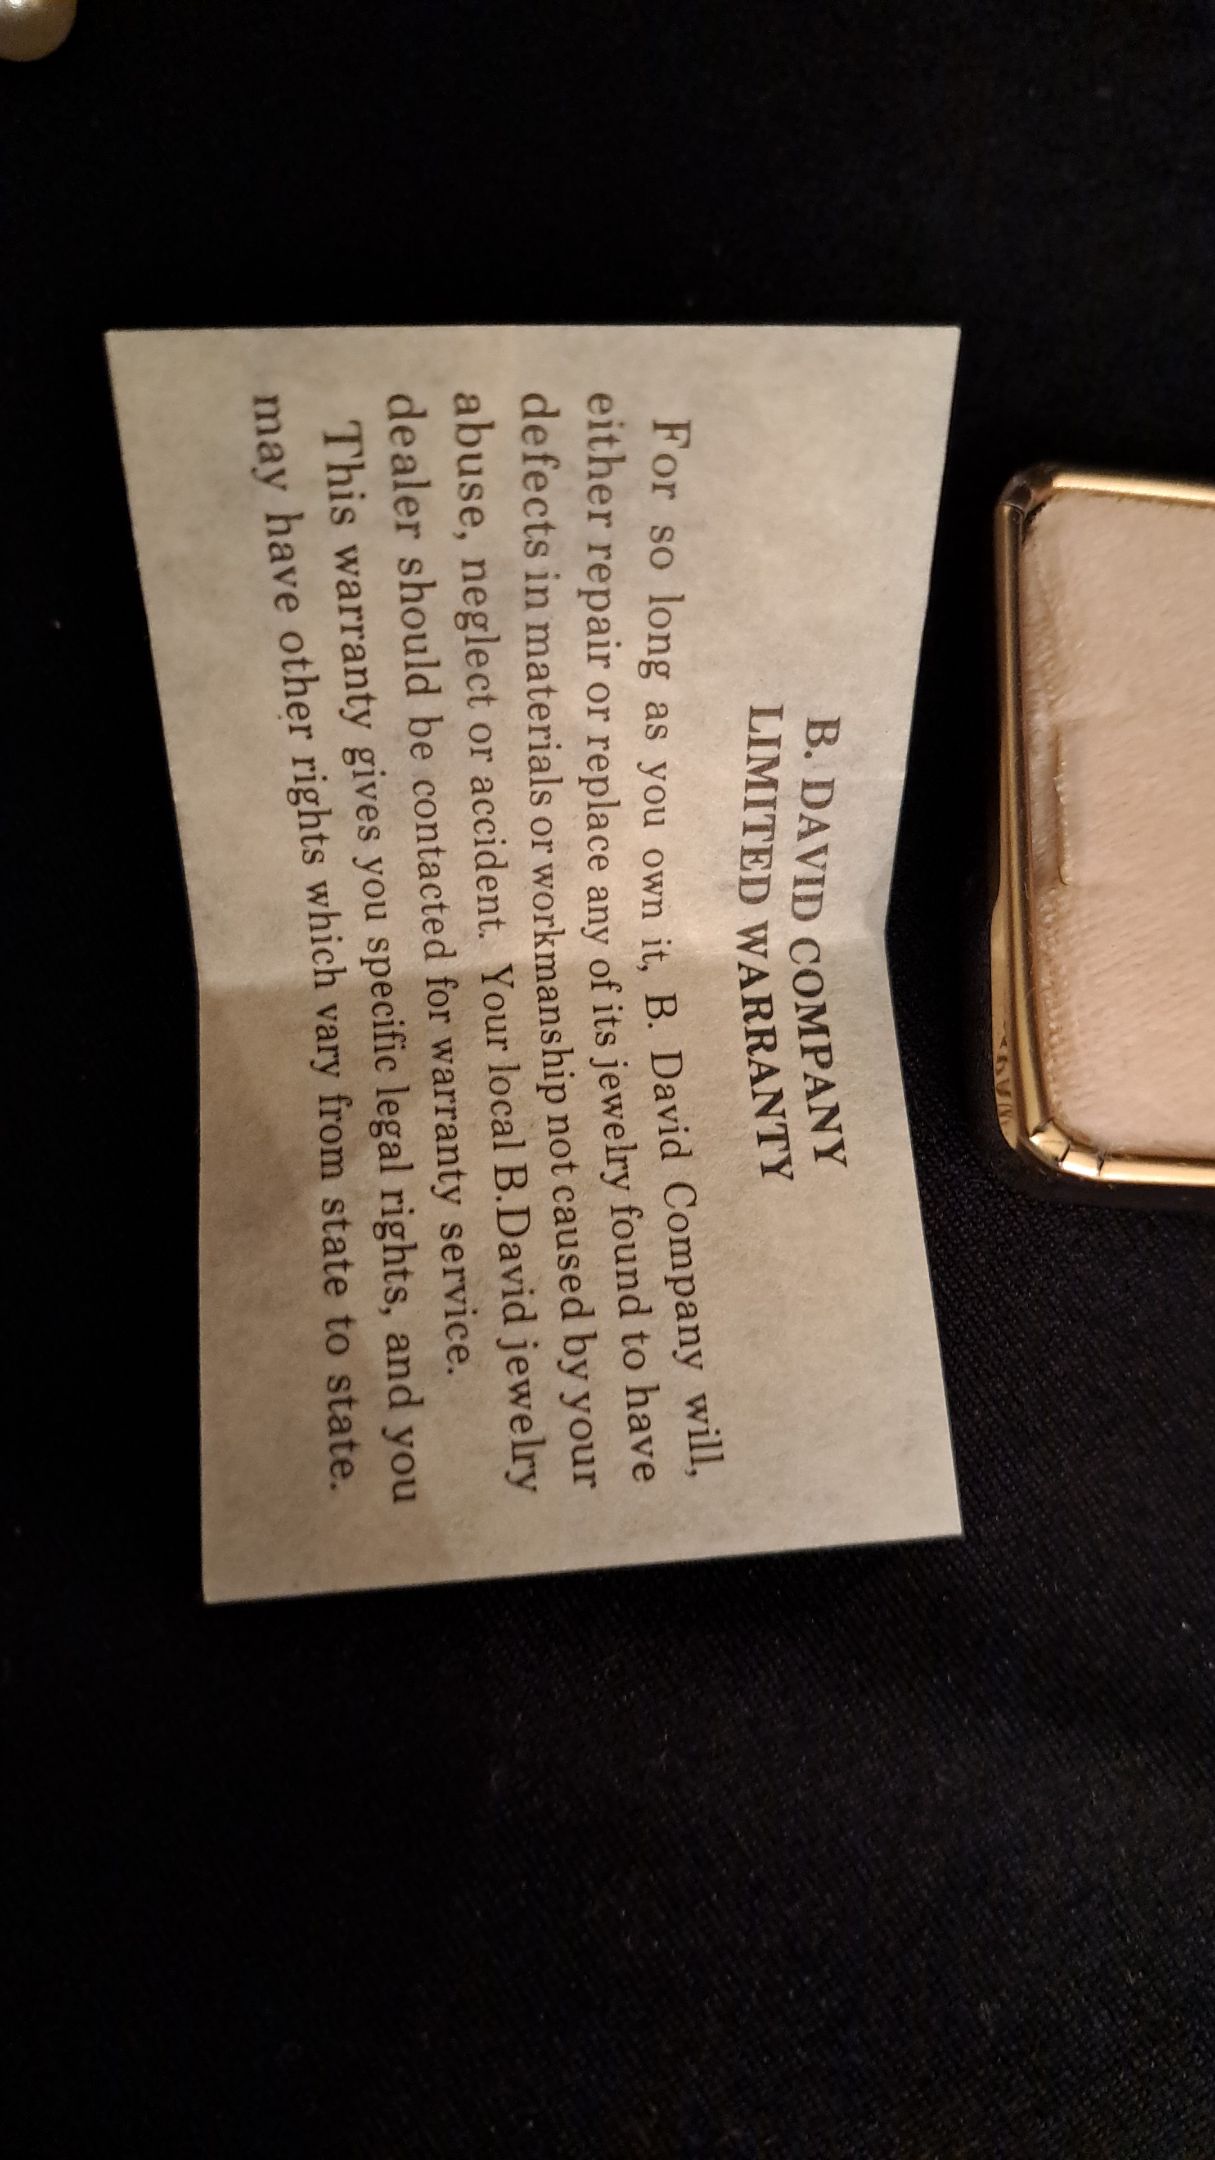 B. DAVID COMPANY
LIMITED WARRANTY
For so long as you own it, B. David Company will,
either repair or replace any of its jewelry found to have
defects in materials or workmanship not caused by your
abuse, neglect or accident. Your local B.David jewelry
dealer should be contacted for warranty service.
This warranty gives you specific legal rights, and you
may have other rights which vary from state to state.